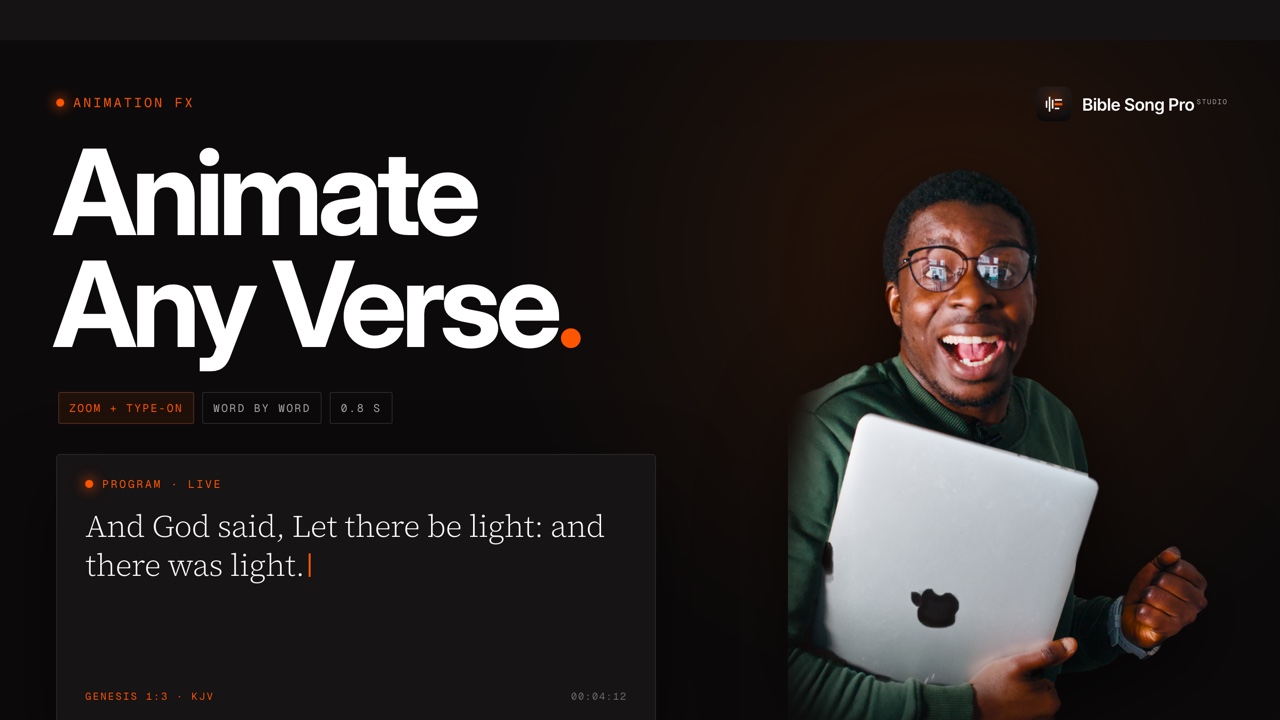 ANIMATION FX
Bible Song Pro STUDIO
Animate
Any Verse.
ZOOM + TYPE-ON
WORD BY WORD
0.8 S
PROGRAM · LIVE
And God said, Let there be light: and
there was light.
GENESIS 1:3 · KJV
00:04:12